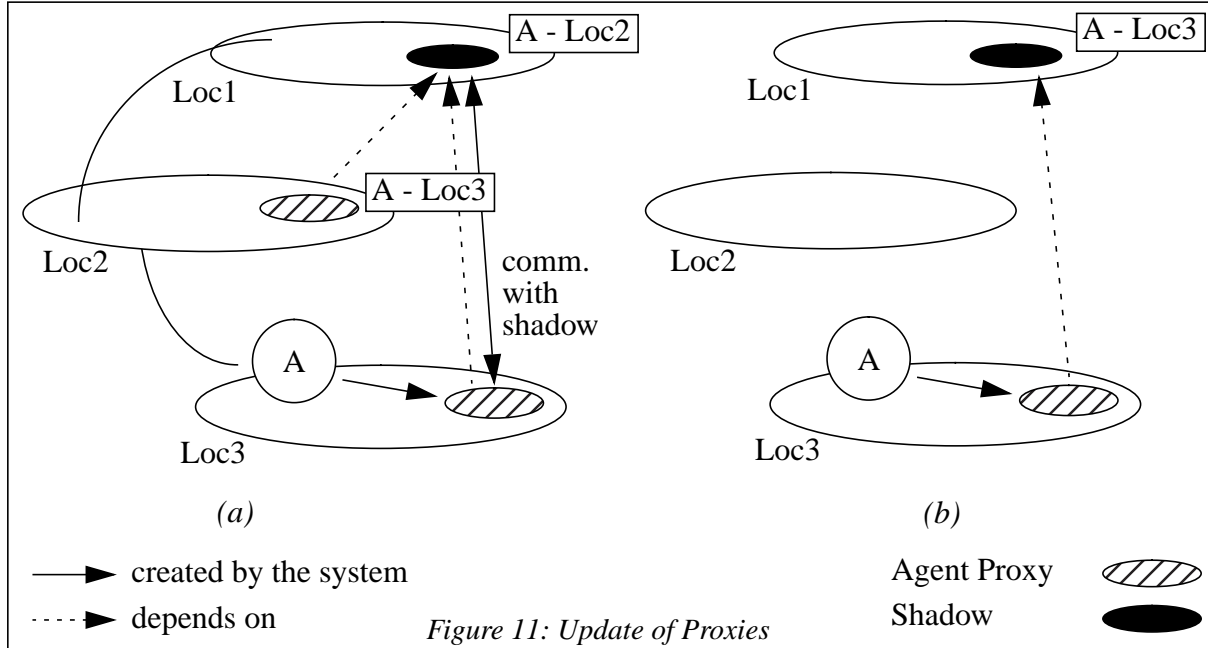 A - Loc2
Loc1
A - Loc3
Loc2
comm.
with
shadow
A
Loc3
(a)
A - Loc3
Loc1
Loc2
A
Loc3
(b)
created by the system
depends on
Agent Proxy
Shadow
Figure 11: Update of Proxies